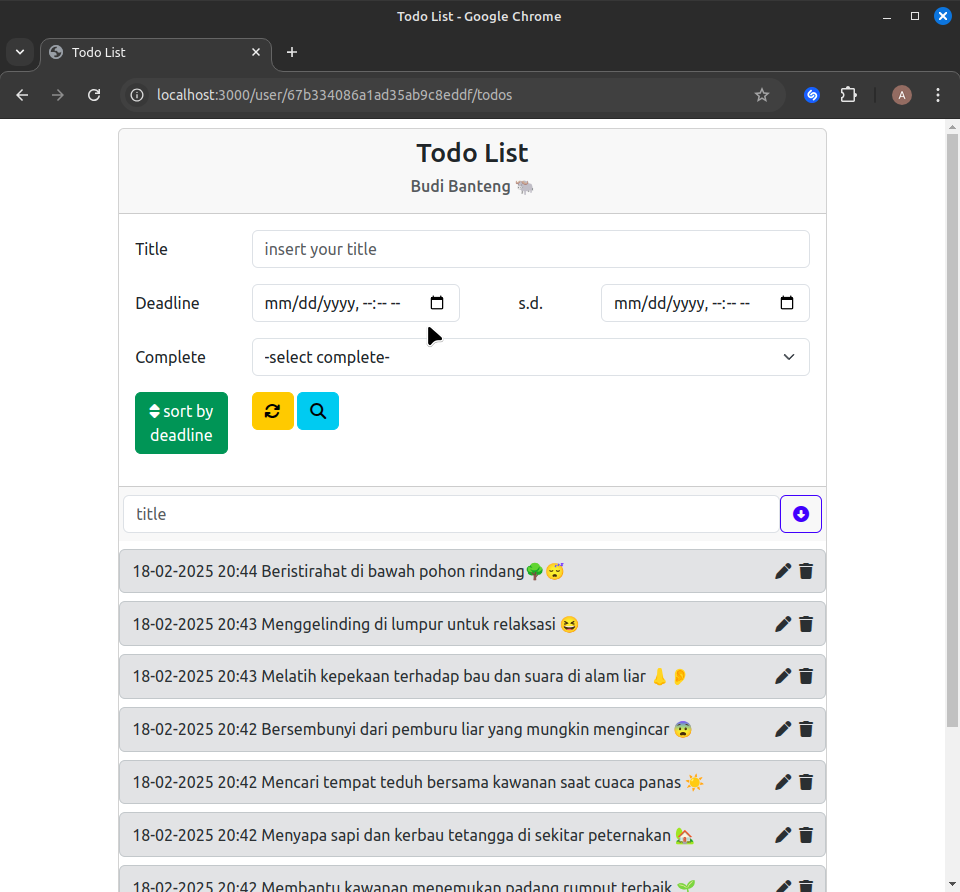 Todo List - Google Chrome
Todo List
localhost:3000/user/67b334086a1ad35ab9c8eddf/todos
A
Todo List
Budi Banteng 🐃
Title
insert your title
Deadline
mm/dd/yyyy, --:-- --
s.d.
mm/dd/yyyy, --:-- --
Complete
-select complete-
sort by
deadline
title
18-02-2025 20:44 Beristirahat di bawah pohon rindang🌳😴
18-02-2025 20:43 Menggelinding di lumpur untuk relaksasi 😆
18-02-2025 20:43 Melatih kepekaan terhadap bau dan suara di alam liar 👃👂
18-02-2025 20:42 Bersembunyi dari pemburu liar yang mungkin mengincar 😨
18-02-2025 20:42 Mencari tempat teduh bersama kawanan saat cuaca panas ☀️
18-02-2025 20:42 Menyapa sapi dan kerbau tetangga di sekitar peternakan 🏡
18-02-2025 20:42 Membantu kawanan menemukan padang rumput terbaik 🌱